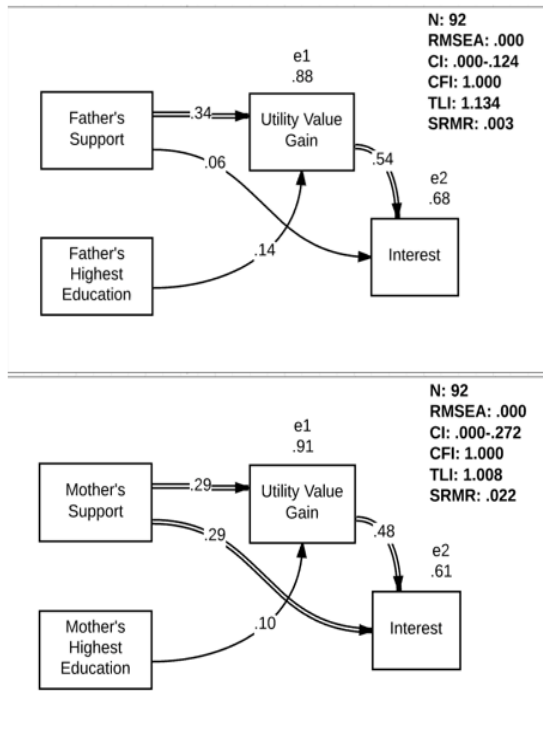 N: 92
RMSEA: .000
CI: .000-.124
CFI: 1.000
TLI: 1.134
SRMR: .003
e1
.88
Father's
Support
.34
Utility Value
Gain
.06
.54
e2
.68
Father's
Highest
Education
.14
Interest
N: 92
RMSEA: .000
CI: .000-.272
CFI: 1.000
TLI: 1.008
SRMR: .022
e1
.91
Mother's
Support
.29
Utility Value
Gain
.29
.48
e2
.61
Mother's
Highest
Education
.10
Interest